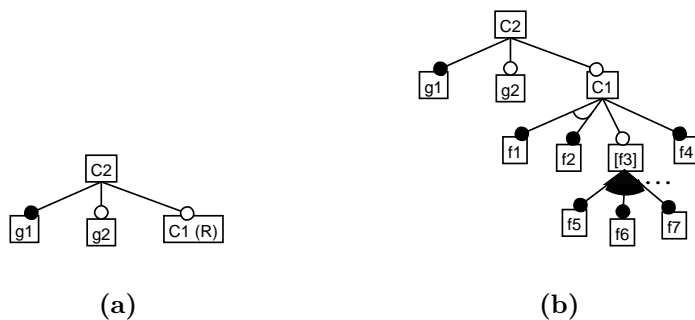 C2
g1 g2 C1
f1 f2 [f3] f4
....
f5 f6 f7
C2
g1 g2 C1 (R)
(a) (b)